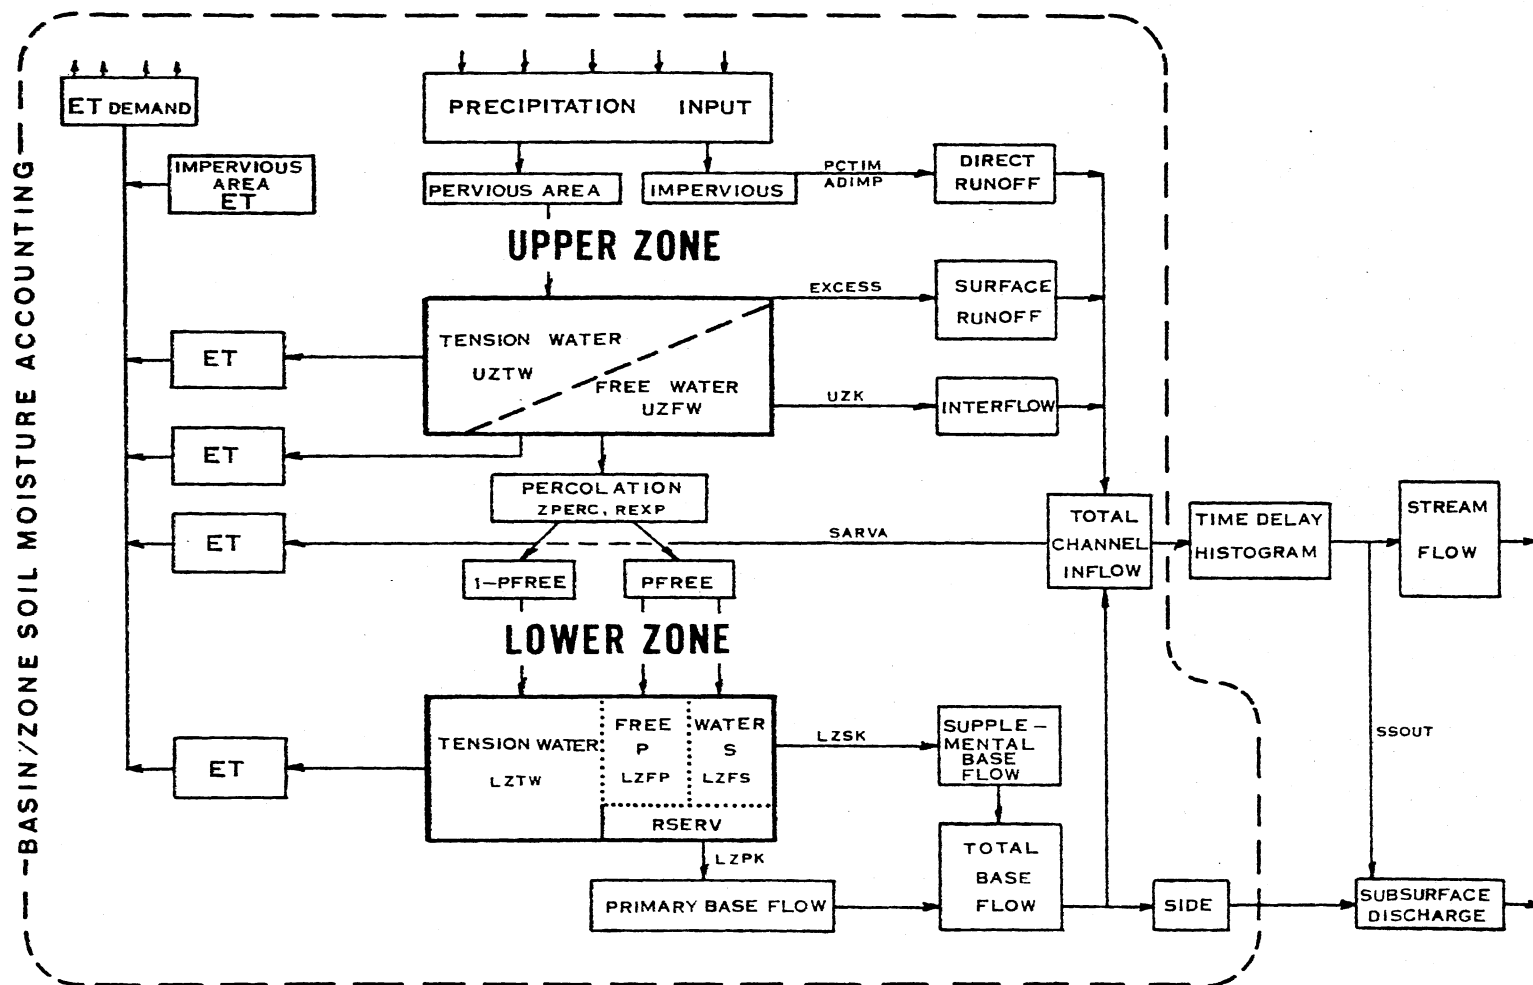 BASIN/ZONE SOIL MOISTURE ACCOUNTING
ET DEMAND
PRECIPITATION INPUT
IMPERVIOUS
AREA
ET
PERVIOUS AREA
IMPERVIOUS
PCTIM
ADIMP
DIRECT
RUNOFF
UPPER ZONE
EXCESS
SURFACE
RUNOFF
TENSION WATER
UZTW
FREE WATER
UZFW
ET
UZK
INTERFLOW
ET
PERCOLATION
ZPERC, REXP
ET
SARVA
TOTAL
CHANNEL
INFLOW
TIME DELAY
HISTOGRAM
STREAM
FLOW
1-PFREE
PFREE
LOWER ZONE
TENSION WATER
LZTW
FREE
P
LZFP
WATER
S
LZFS
RSERV
ET
LZSK
SUPPLE-
MENTAL
BASE
FLOW
SSOUT
LZPK
PRIMARY BASE FLOW
TOTAL
BASE
FLOW
SIDE
SUBSURFACE
DISCHARGE